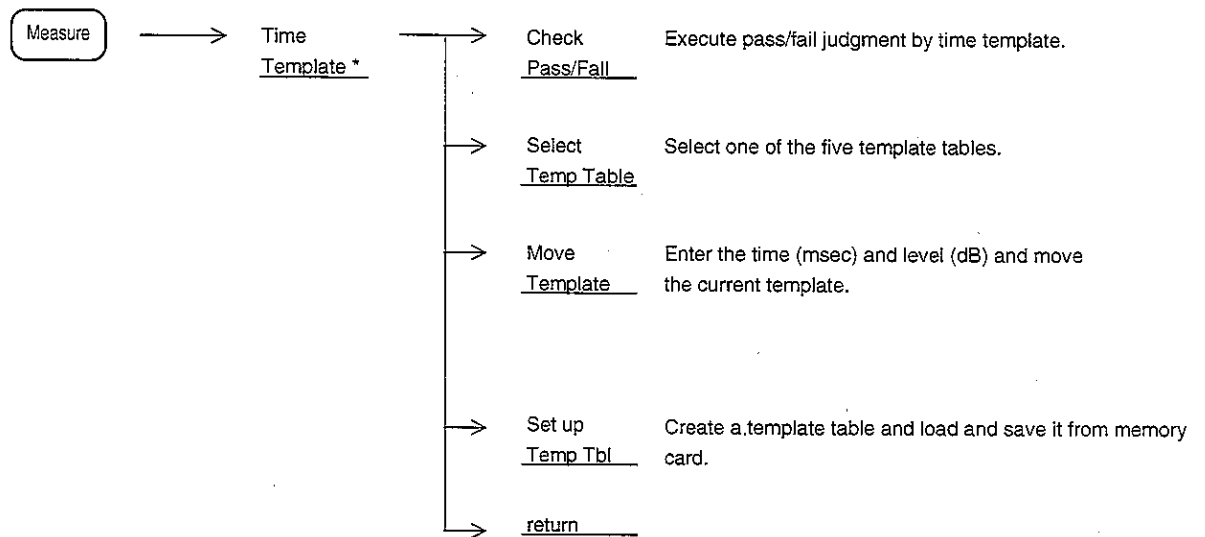 Measure
Time
Template *
Check
Pass/Fall
Execute pass/fail judgment by time template.
Select
Temp Table
Select one of the five template tables.
Move
Template
Enter the time (msec) and level (dB) and move
the current template.
Set up
Temp Tbl
Create a.template table and load and save it from memory
card.
return